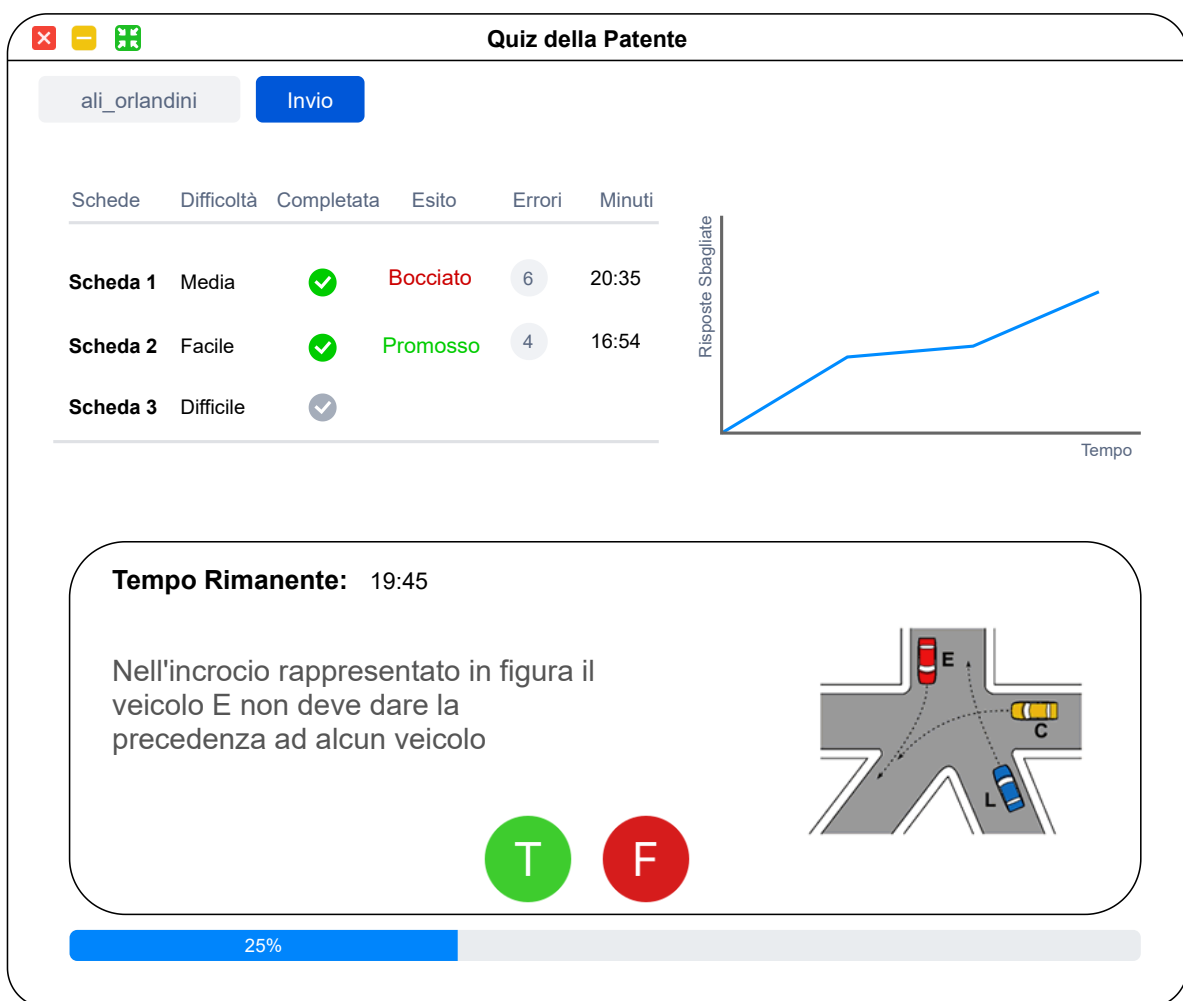 Quiz della Patente
ali_orlandini
Invio
Schede Difficoltà Completata Esito Errori Minuti
Scheda 1 Media Bocciato 6 20:35
Scheda 2 Facile Promosso 4 16:54
Scheda 3 Difficile
Risposte Sbagliate
Tempo
Tempo Rimanente: 19:45
Nell'incrocio rappresentato in figura il
veicolo E non deve dare la
precedenza ad alcun veicolo
E
C
L
T F
25%